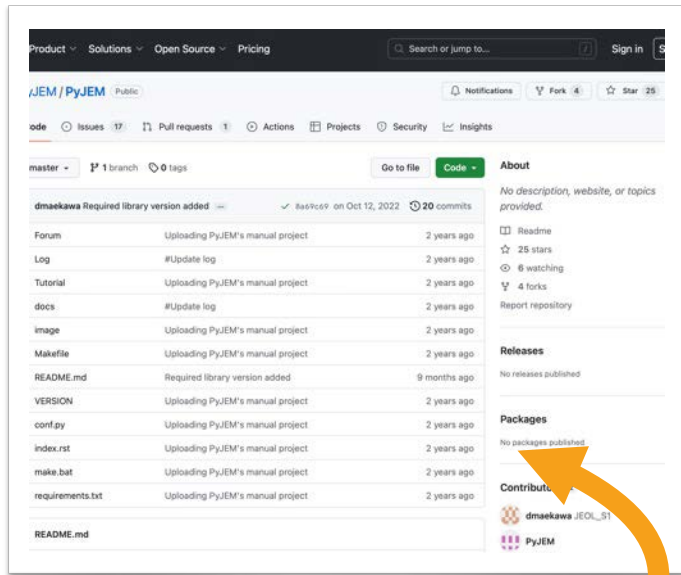 Product Solutions Open Source Pricing Search or jump to... / Sign in S
JEM / PyJEM Public Notifications Fork 4 Star 25
ode Issues 17 Pull requests 1 Actions Projects Security Insights
master 1 branch 0 tags Go to file Code
About
No description, website, or topics
provided.
Readme
25 stars
6 watching
4 forks
Report repository
Releases
No releases published
Packages
No packages published
Contributo
dmaekawa JEOL_S1
PyJEM
dmaekawa Required library version added ... 8a69c69 on Oct 12, 2022 20 commits
Forum Uploading PyJEM's manual project 2 years ago
Log #Update log 2 years ago
Tutorial Uploading PyJEM's manual project 2 years ago
docs #Update log 2 years ago
image Uploading PyJEM's manual project 2 years ago
Makefile Uploading PyJEM's manual project 2 years ago
README.md Required library version added 9 months ago
VERSION Uploading PyJEM's manual project 2 years ago
conf.py Uploading PyJEM's manual project 2 years ago
index.rst Uploading PyJEM's manual project 2 years ago
make.bat Uploading PyJEM's manual project 2 years ago
requirements.txt Uploading PyJEM's manual project 2 years ago
README.md